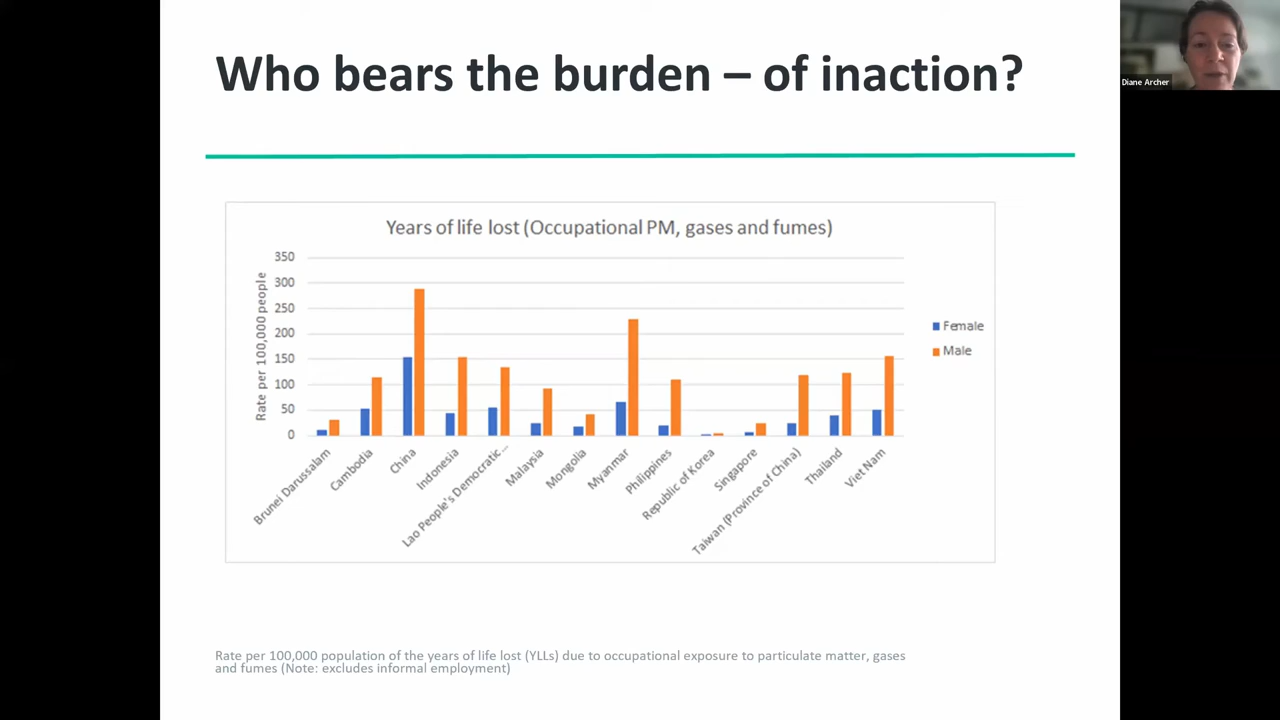 Who bears the burden – of inaction?
Diane Archer
Years of life lost (Occupational PM, gases and fumes)
Rate per 100,000 people
350
300
250
200
150
100
50
0
Female
Male
Brunei Darussalam
Cambodia
China
Indonesia
Lao People's Democratic...
Malaysia
Mongolia
Myanmar
Philippines
Republic of Korea
Singapore
Taiwan (Province of China)
Thailand
Viet Nam
Rate per 100,000 population of the years of life lost (YLLs) due to occupational exposure to particulate matter, gases
and fumes (Note: excludes informal employment)